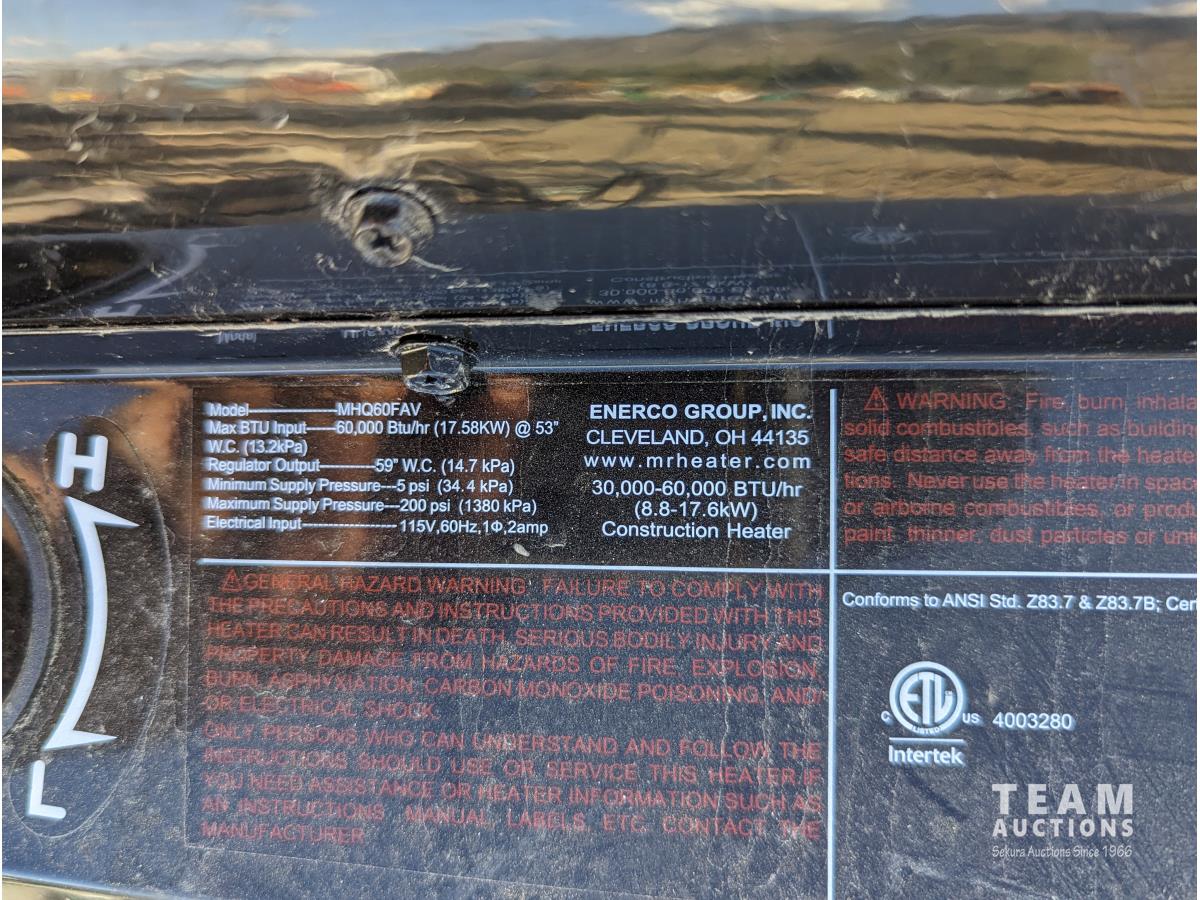 H
L
Model MHQ60FAV
Max BTU Input 60,000 Btu/hr (17.58KW) @ 53"
W.C. (13.2kPa)
Regulator Output 59" W.C. (14.7 kPa)
Minimum Supply Pressure---5 psi (34.4 kPa)
Maximum Supply Pressure---200 psi (1380 kPa)
Electrical Input 115V,60Hz,1Φ,2amp
ENERCO GROUP, INC.
CLEVELAND, OH 44135
www.mrheater.com
30,000-60,000 BTU/hr
(8.8-17.6kW)
Construction Heater
⚠ WARNING: Fire, burn, inhala
solid combustibles, such as building
safe distance away from the heate
tions. Never use the heater in spac
or airborne combustibles, or produ
paint thinner, dust particles or unk
⚠ GENERAL HAZARD WARNING: FAILURE TO COMPLY WITH
THE PRECAUTIONS AND INSTRUCTIONS PROVIDED WITH THIS
HEATER CAN RESULT IN DEATH, SERIOUS BODILY INJURY AND
PROPERTY DAMAGE FROM HAZARDS OF FIRE, EXPLOSION,
BURN, ASPHYXIATION, CARBON MONOXIDE POISONING, AND/
OR ELECTRICAL SHOCK.
ONLY PERSONS WHO CAN UNDERSTAND AND FOLLOW THE
INSTRUCTIONS SHOULD USE OR SERVICE THIS HEATER.IF
YOU NEED ASSISTANCE OR HEATER INFORMATION SUCH AS
AN INSTRUCTIONS MANUAL, LABELS, ETC. CONTACT THE
MANUFACTURER
Conforms to ANSI Std. Z83.7 & Z83.7B; Cer
ETL
LISTED
C US 4003280
Intertek
TEAM
AUCTIONS
Sekura Auctions Since 1966